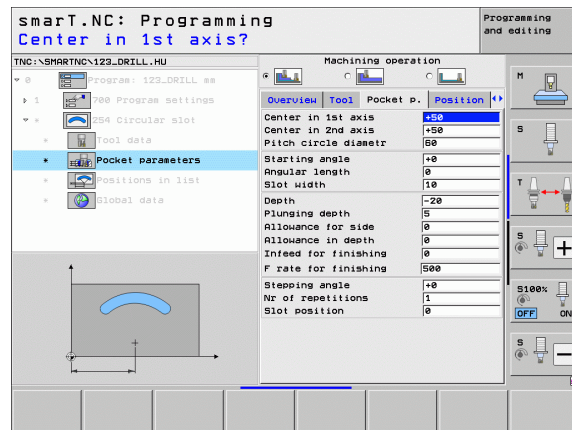 smarT.NC: Programming
Center in 1st axis?
Programming
and editing
TNC:\SMARTNC\123_DRILL.HU
0 Program: 123_DRILL mm
1 700 Program settings
* 254 Circular slot
* Tool data
* Pocket parameters
* Positions in list
* Global data
Machining operation
Overview Tool Pocket p. Position
Center in 1st axis +50
Center in 2nd axis +50
Pitch circle diametr 60
Starting angle +0
Angular length 0
Slot width 10
Depth -20
Plunging depth 5
Allowance for side 0
Allowance in depth 0
Infeed for finishing 0
F rate for finishing 500
Stepping angle +0
Nr of repetitions 1
Slot position 0
M
S
T
S
S100%
OFF ON
S